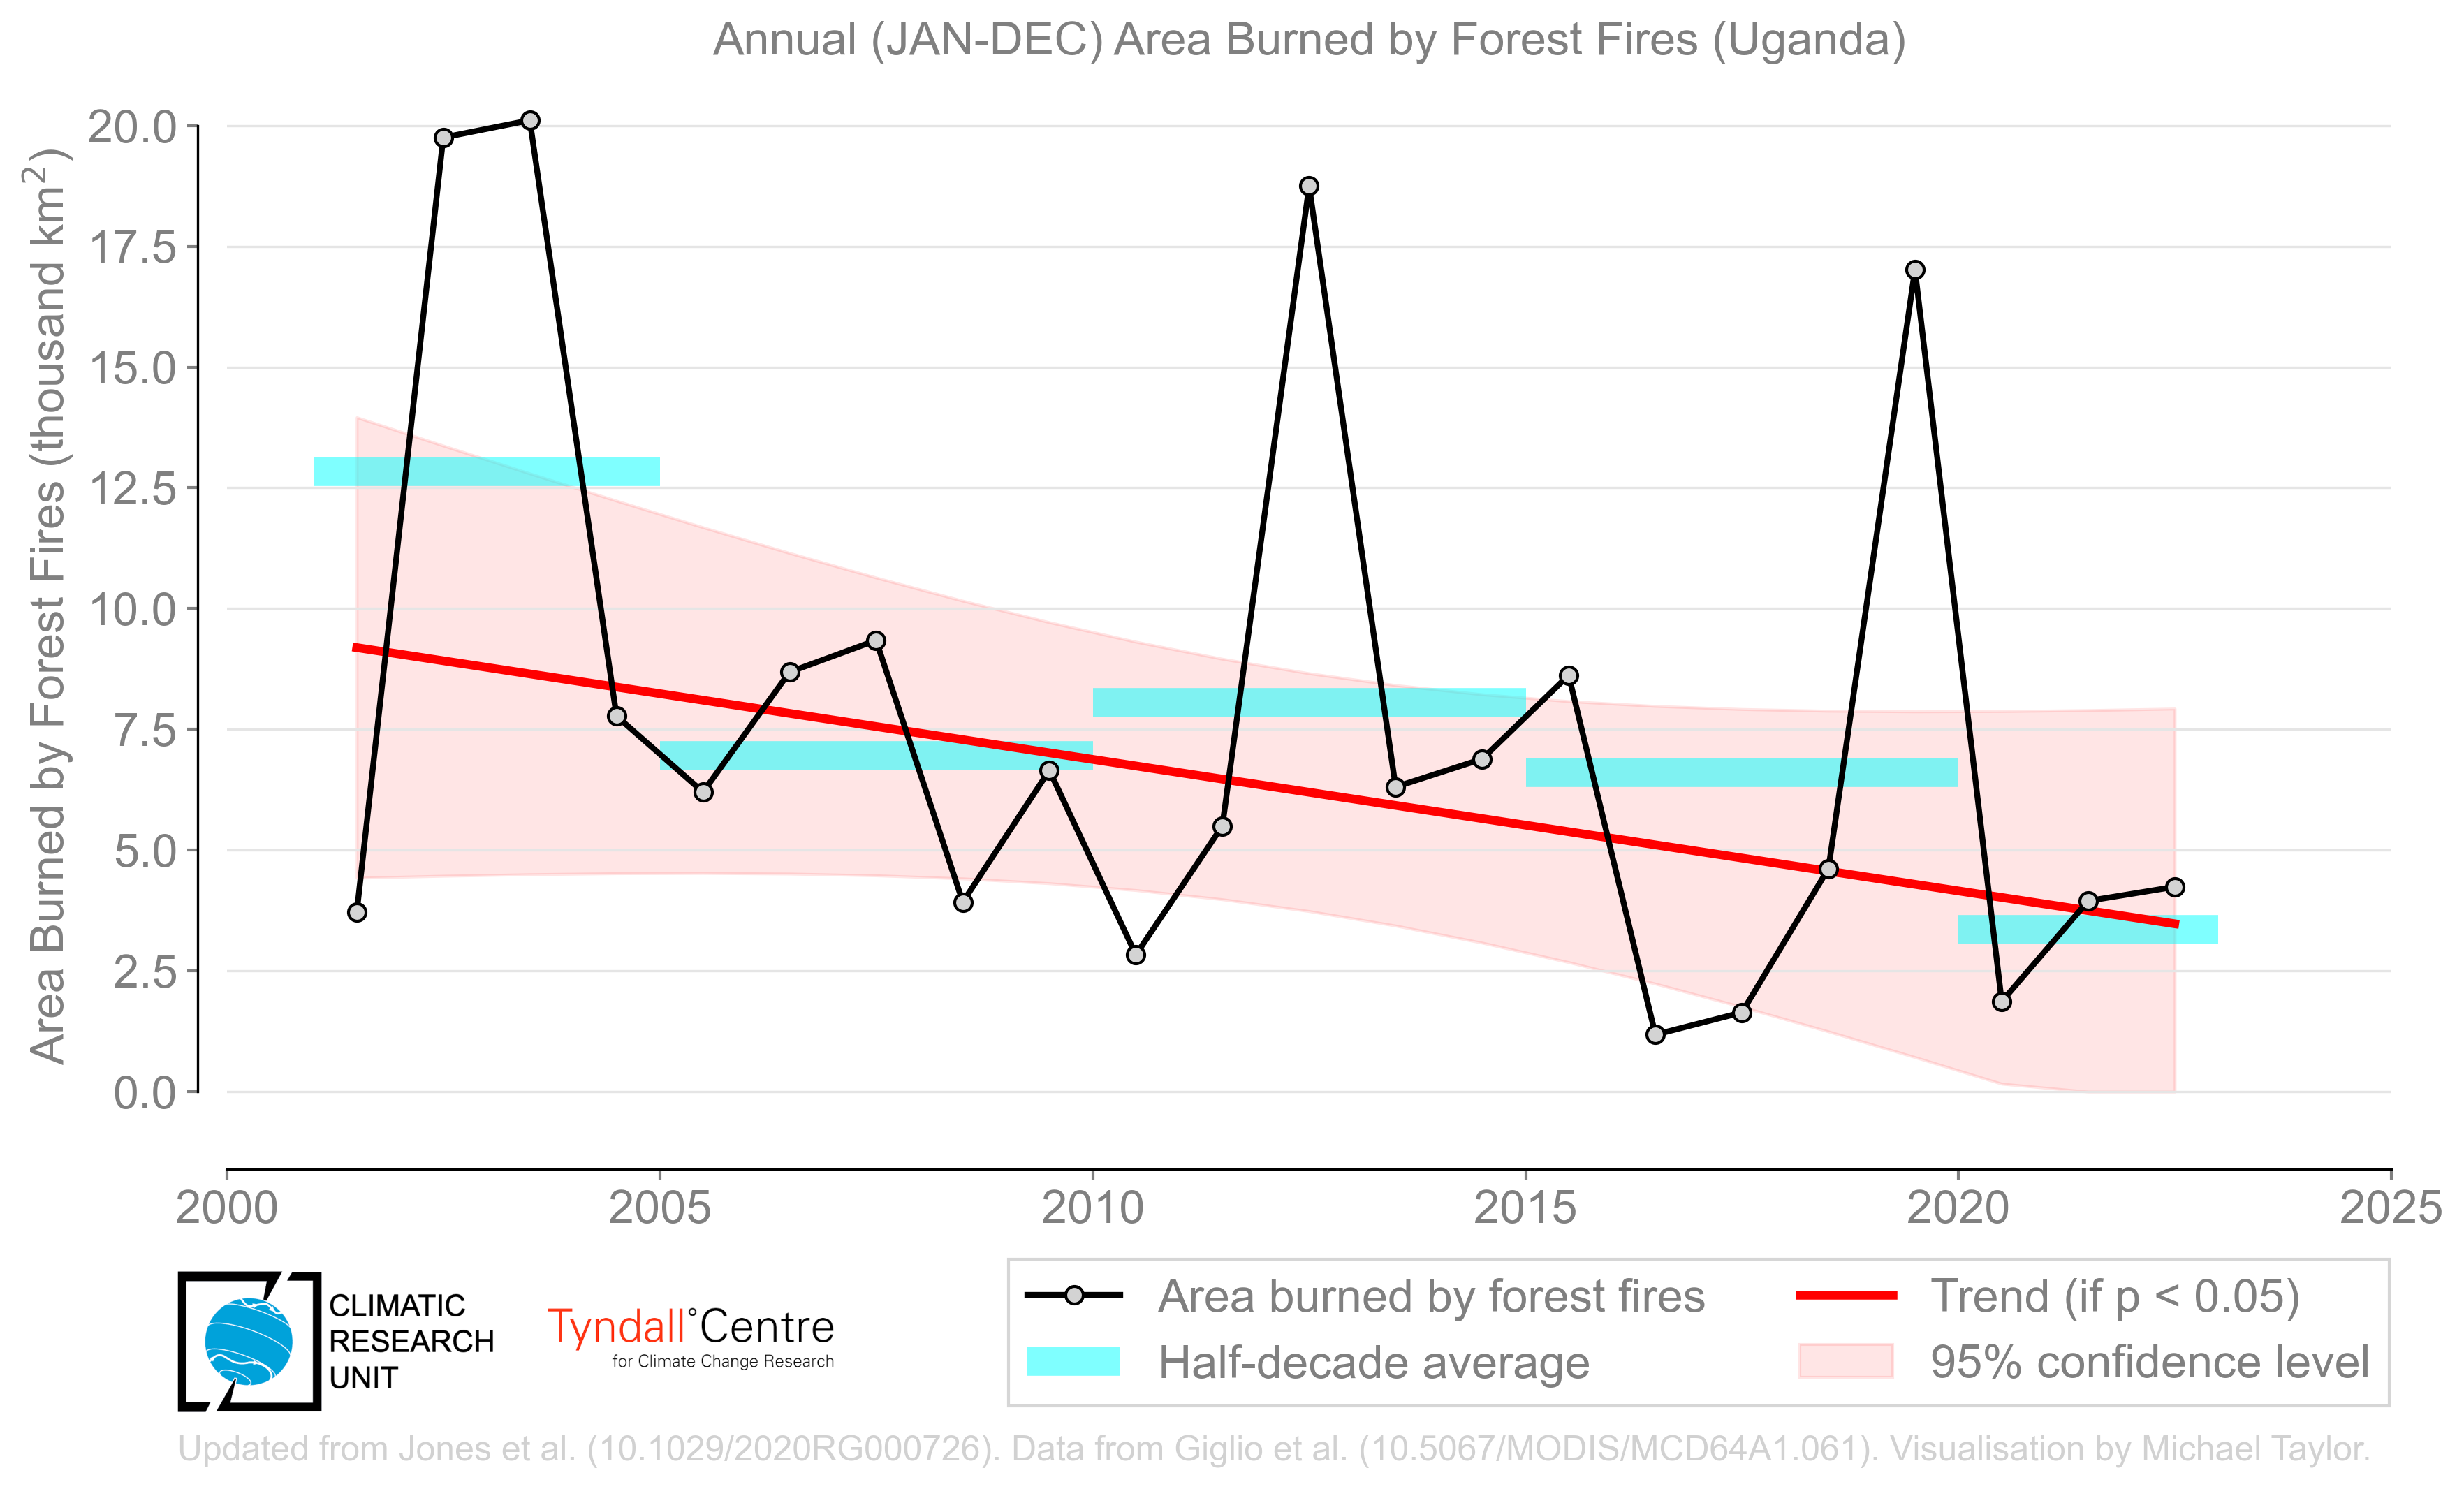 Annual (JAN-DEC) Area Burned by Forest Fires (Uganda)
Area Burned by Forest Fires (thousand km²)
20.0
17.5
15.0
12.5
10.0
7.5
5.0
2.5
0.0
2000 2005 2010 2015 2020 2025
CLIMATIC
RESEARCH
UNIT
Tyndall°Centre
for Climate Change Research
Area burned by forest fires
Half-decade average
Trend (if p < 0.05)
95% confidence level
Updated from Jones et al. (10.1029/2020RG000726). Data from Giglio et al. (10.5067/MODIS/MCD64A1.061). Visualisation by Michael Taylor.